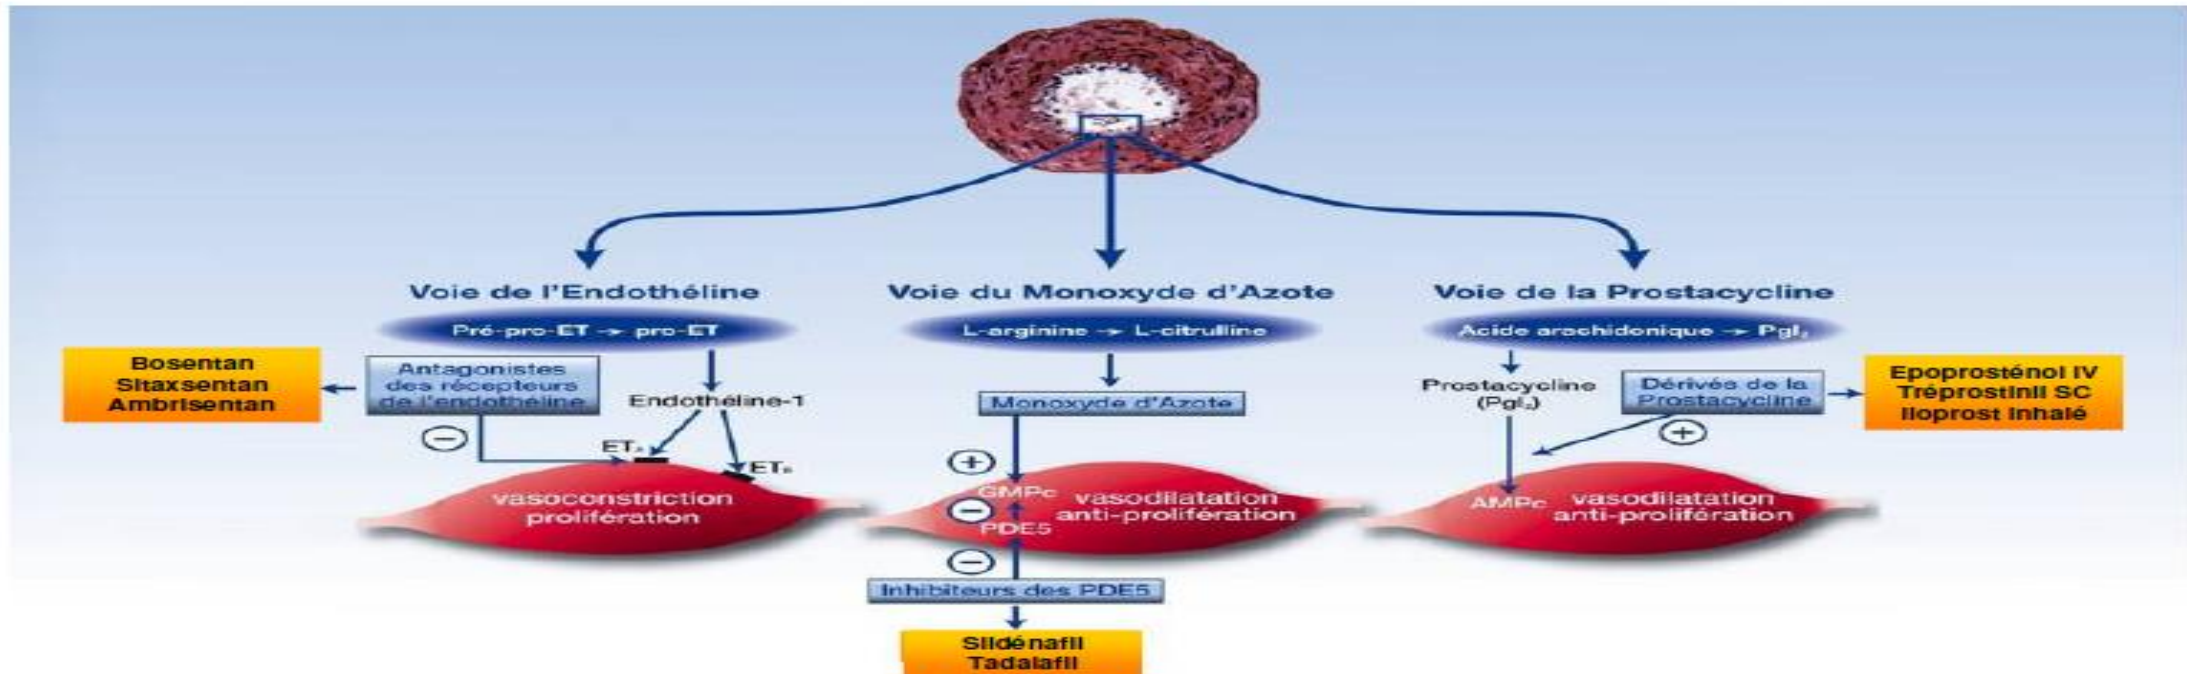 Voie de l'Endothéline
Pré-pro-ET → pro-ET
Bosentan
Sitaxsentan
Ambrisentan
Antagonistes
des récepteurs
de l'endothéline
Endothéline-1
−
ETA
ETB
vasoconstriction
prolifération
Voie du Monoxyde d'Azote
L-arginine → L-citrulline
Monoxyde d'Azote
+
GMPc
−
PDE5
vasodilatation
anti-prolifération
−
Inhibiteurs des PDE5
Sildénafil
Tadalafil
Voie de la Prostacycline
Acide arachidonique → PgI₂
Prostacycline
(PgI₂)
Dérivés de la
Prostacycline
Epoprosténol IV
Tréprostinil SC
Iloprost inhalé
+
AMPc
vasodilatation
anti-prolifération